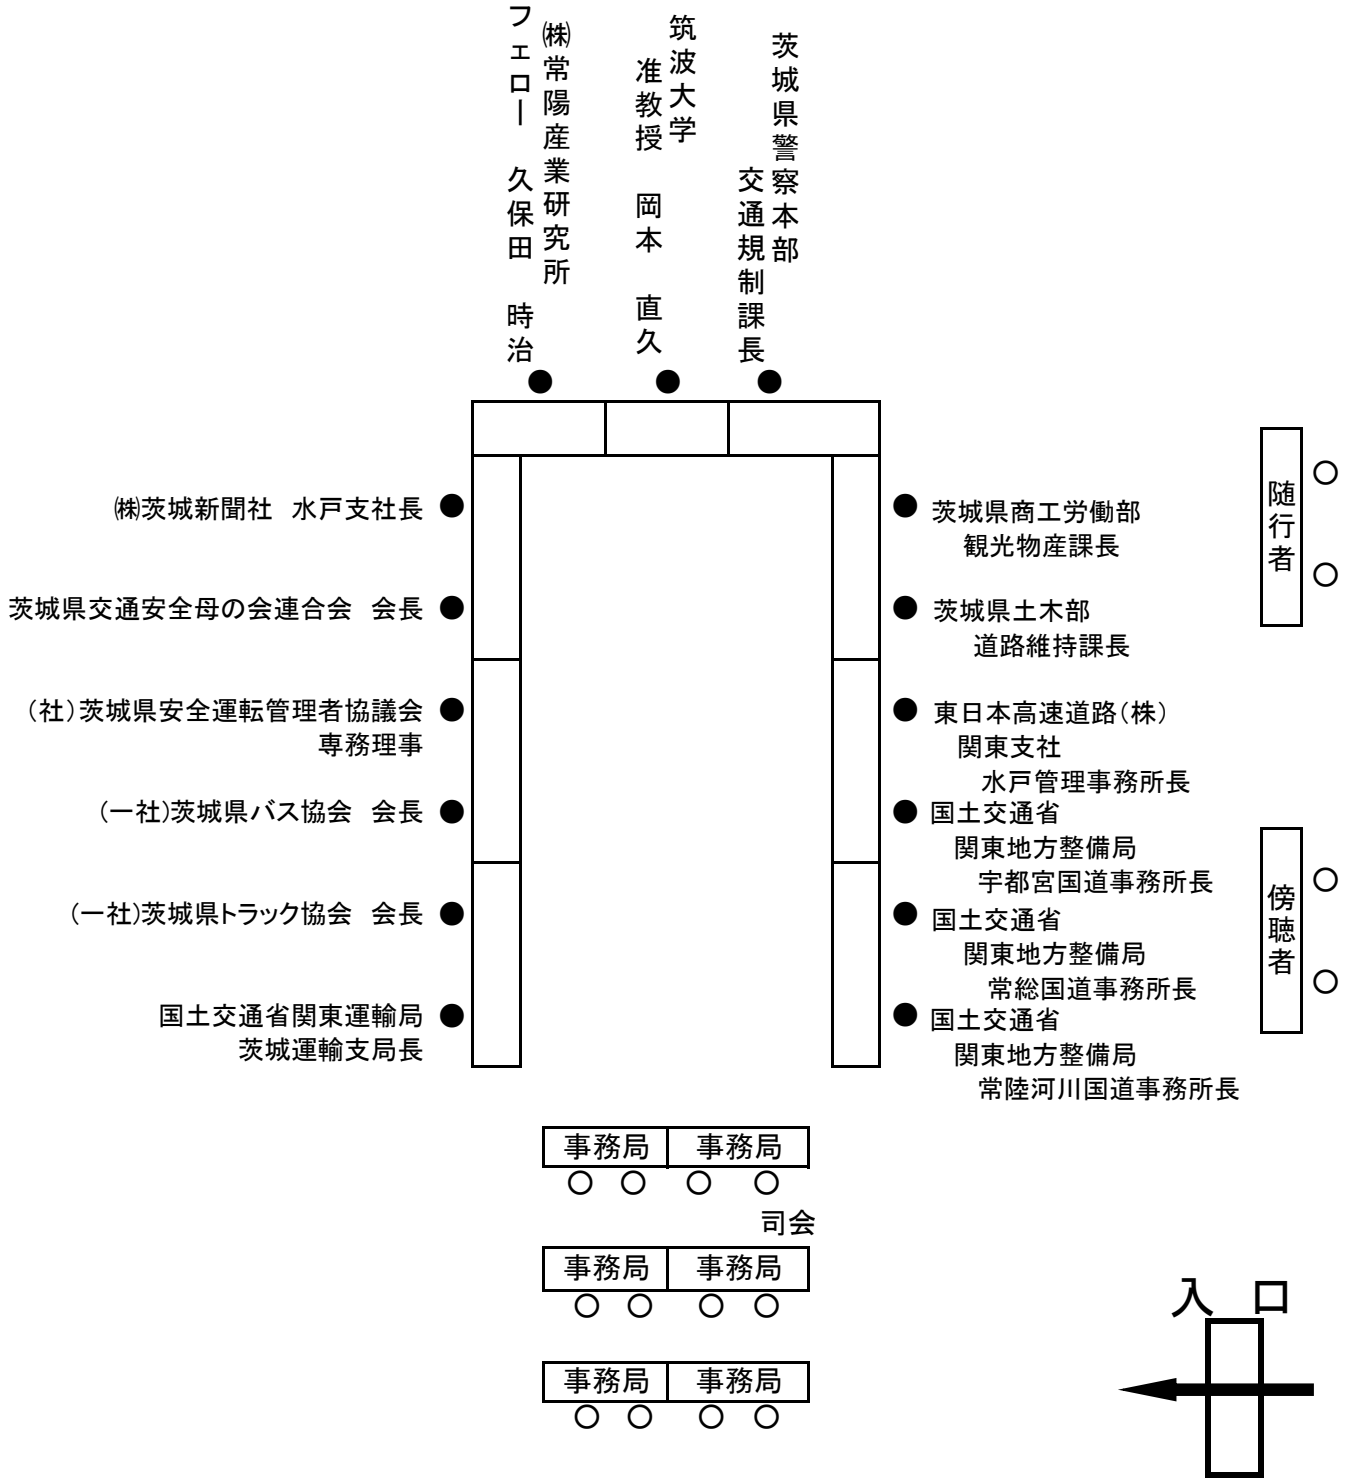 茨城県警察本部
交通規制課長
筑波大学
准教授　岡本　直久
㈱常陽産業研究所
フェロー　久保田　時治
㈱茨城新聞社　水戸支社長
茨城県交通安全母の会連合会　会長
（社）茨城県安全運転管理者協議会
専務理事
（一社）茨城県バス協会　会長
（一社）茨城県トラック協会　会長
国土交通省関東運輸局
茨城運輸支局長
茨城県商工労働部
観光物産課長
茨城県土木部
道路維持課長
東日本高速道路（株）
関東支社
水戸管理事務所長
国土交通省
関東地方整備局
宇都宮国道事務所長
国土交通省
関東地方整備局
常総国道事務所長
国土交通省
関東地方整備局
常陸河川国道事務所長
随行者
傍聴者
事務局　事務局
司会
事務局　事務局
事務局　事務局
入　口